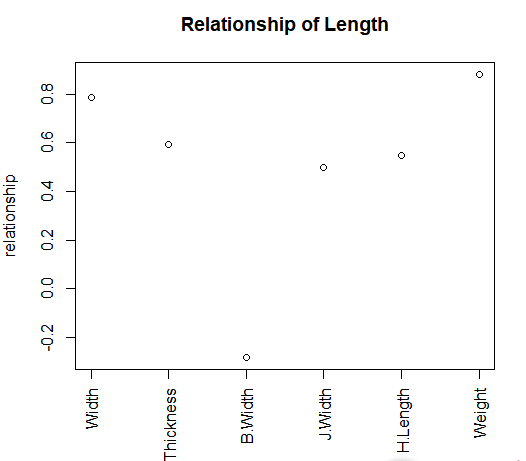 Relationship of Length
relationship
0.8
0.6
0.4
0.2
0.0
-0.2
Width
Thickness
B.Width
J.Width
H.Length
Weight